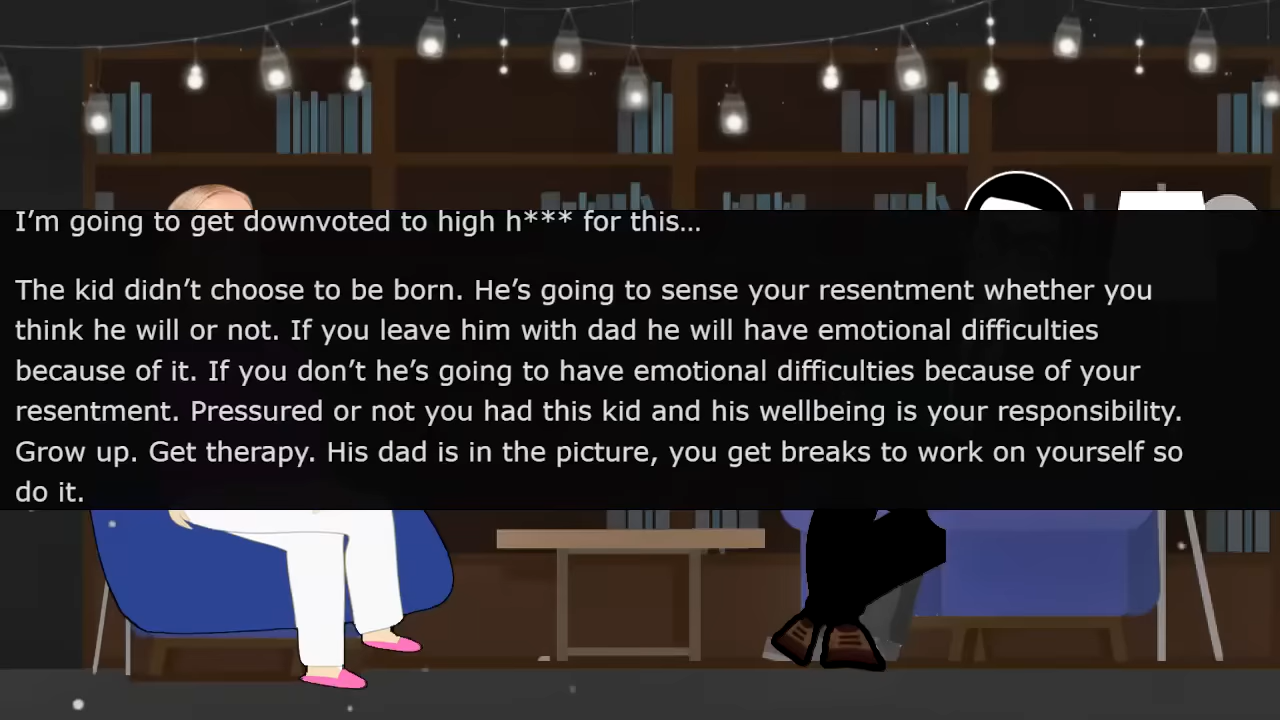 I’m going to get downvoted to high h*** for this…
The kid didn’t choose to be born. He’s going to sense your resentment whether you
think he will or not. If you leave him with dad he will have emotional difficulties
because of it. If you don’t he’s going to have emotional difficulties because of your
resentment. Pressured or not you had this kid and his wellbeing is your responsibility.
Grow up. Get therapy. His dad is in the picture, you get breaks to work on yourself so
do it.